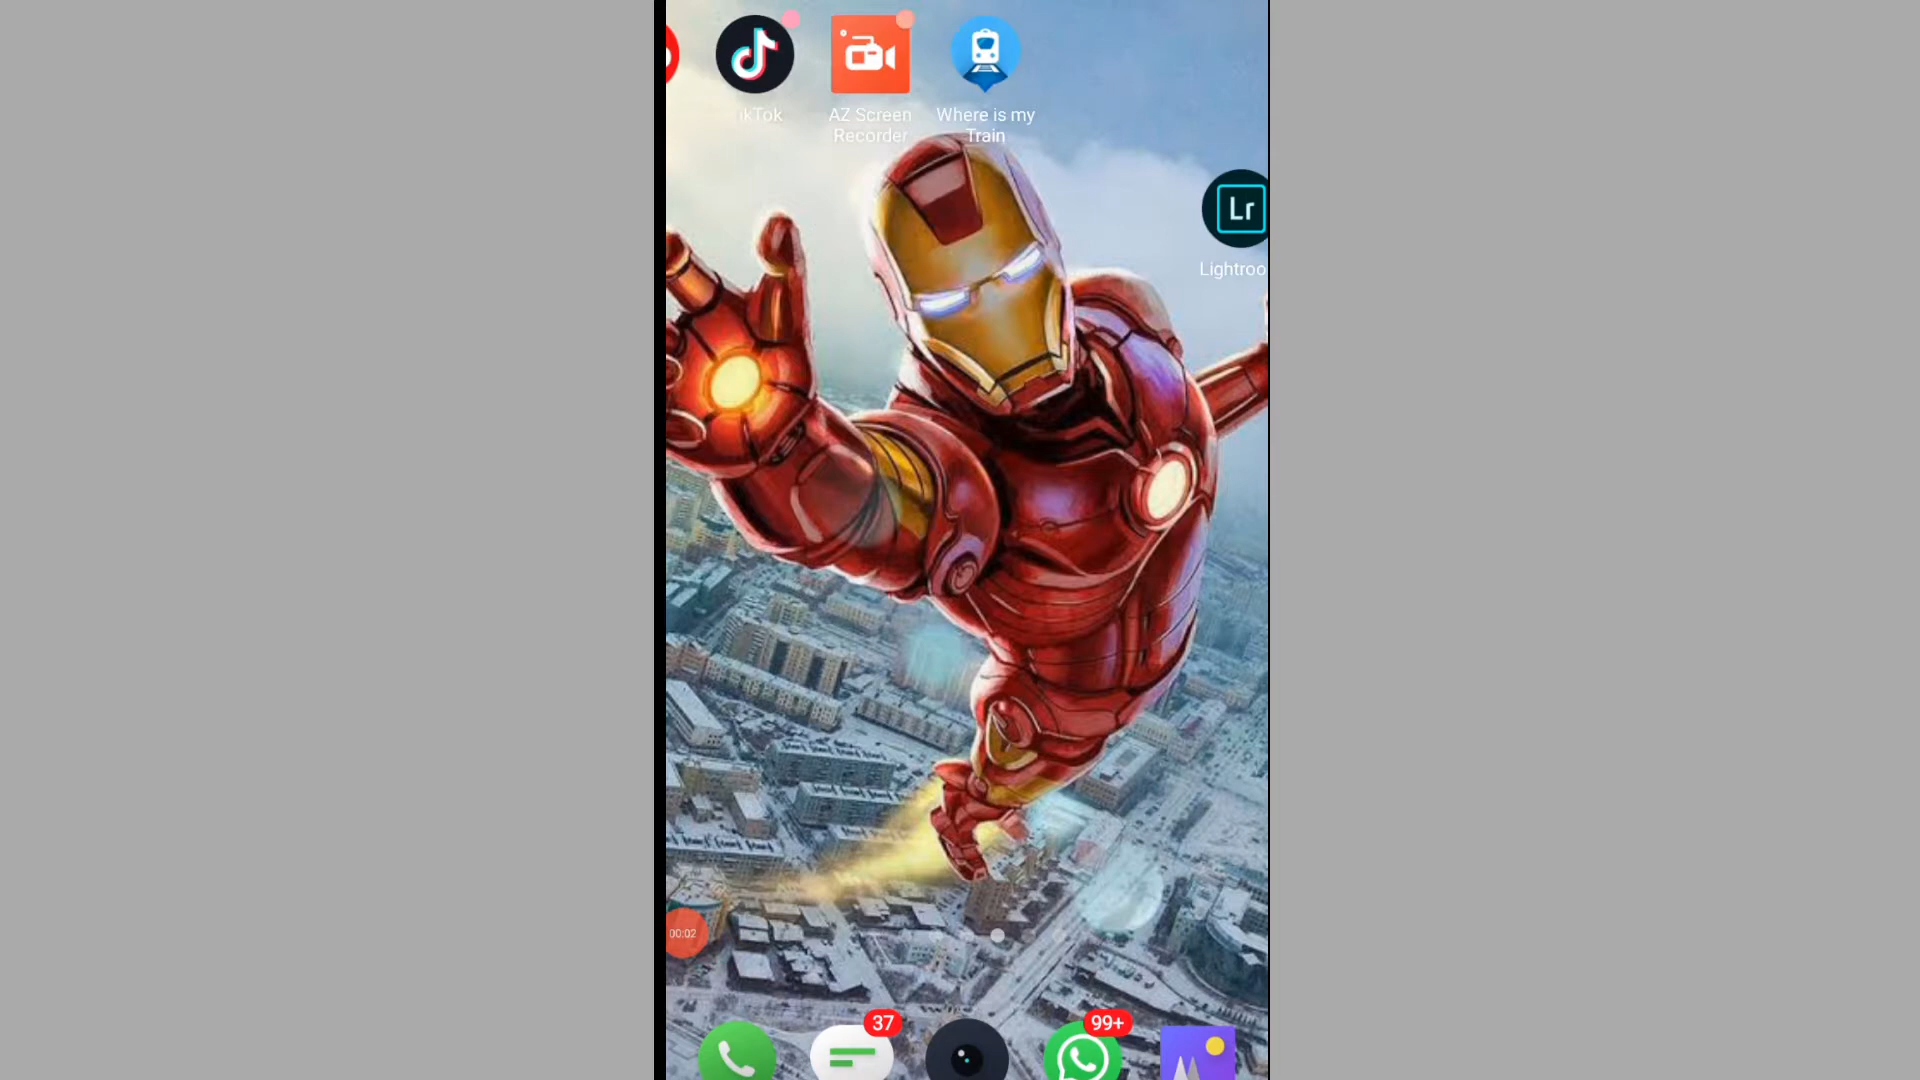 ikTok
AZ Screen
Recorder
Where is my
Train
Lr
Lightroo
00:02
37
99+